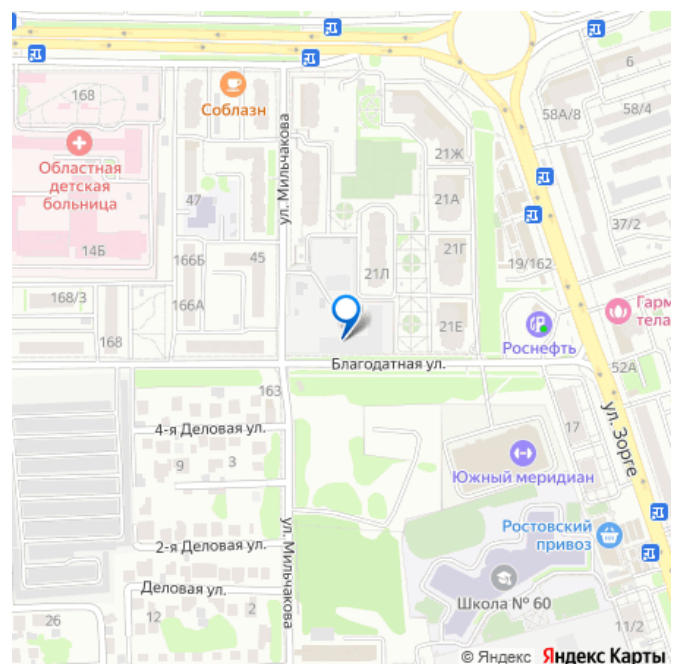 6
168
Соблазн
58А/8
58/4
Областная
детская
больница
ул. Мильчакова
21Ж
47
21А
37/2
14Б
166Б
45
21Л
21Г
19/162
168/3
166А
21Е
Роснефть
Гарм
тела
168
Благодатная ул.
52А
163
ул. Зорге
4-я Деловая ул.
17
9
3
Южный меридиан
ул. Мильчакова
Ростовский
привоз
2-я Деловая ул.
Деловая ул.
Школа № 60
26
12
2
11/2
© Яндекс Яндекс Карты